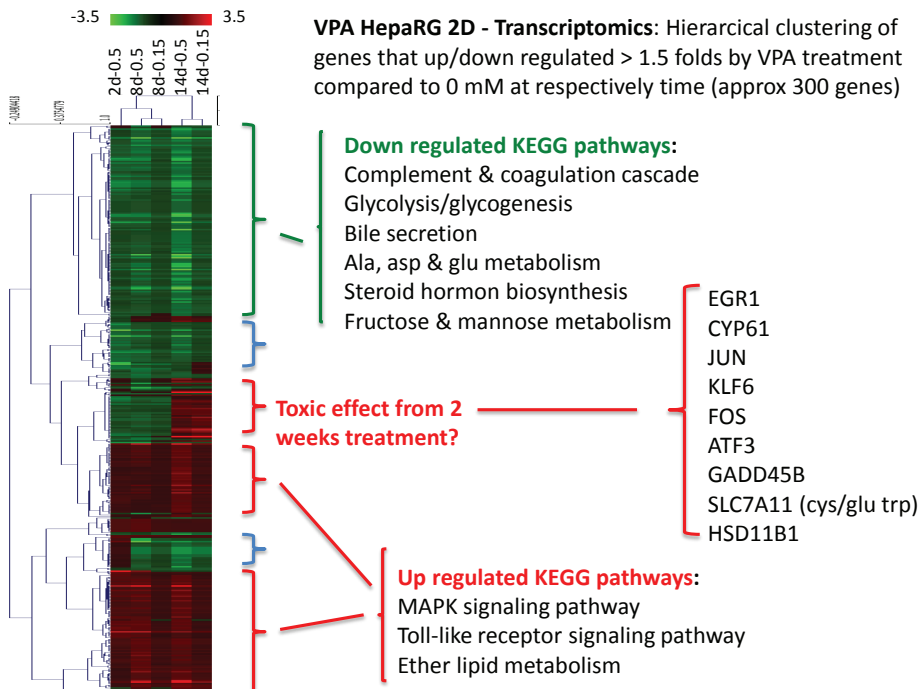 -3.5 3.5
2d-0.5
8d-0.5
8d-0.15
14d-0.5
14d-0.15
VPA HepaRG 2D - Transcriptomics: Hierarcical clustering of
genes that up/down regulated > 1.5 folds by VPA treatment
compared to 0 mM at respectively time (approx 300 genes)
1.0
Down regulated KEGG pathways:
Complement & coagulation cascade
Glycolysis/glycogenesis
Bile secretion
Ala, asp & glu metabolism
Steroid hormon biosynthesis
Fructose & mannose metabolism
Toxic effect from 2
weeks treatment?
EGR1
CYP61
JUN
KLF6
FOS
ATF3
GADD45B
SLC7A11 (cys/glu trp)
HSD11B1
Up regulated KEGG pathways:
MAPK signaling pathway
Toll-like receptor signaling pathway
Ether lipid metabolism